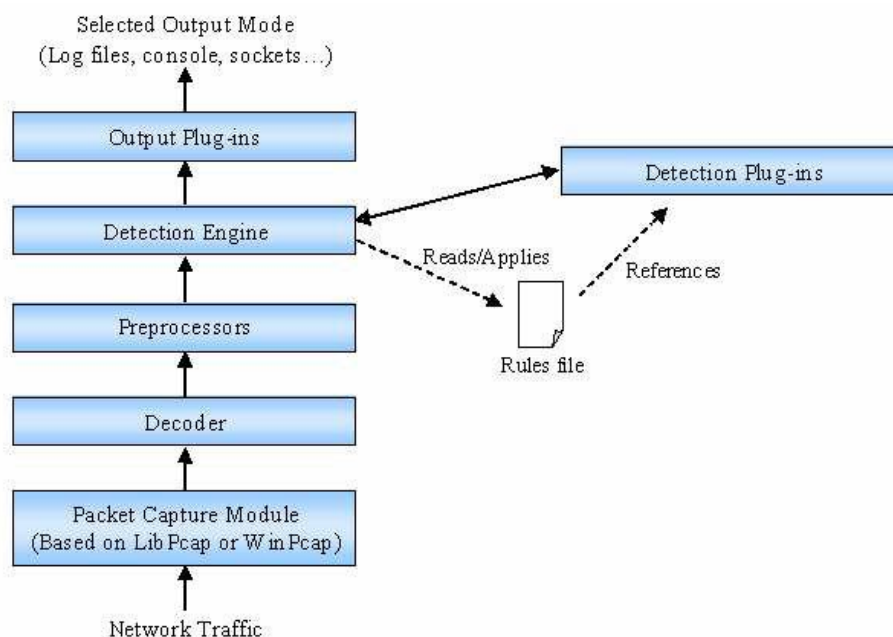 Selected Output Mode
(Log files, console, sockets…)
Output Plug-ins
Detection Plug-ins
Detection Engine
Reads/Applies
References
Preprocessors
Rules file
Decoder
Packet Capture Module
(Based on LibPcap or WinPcap)
Network Traffic